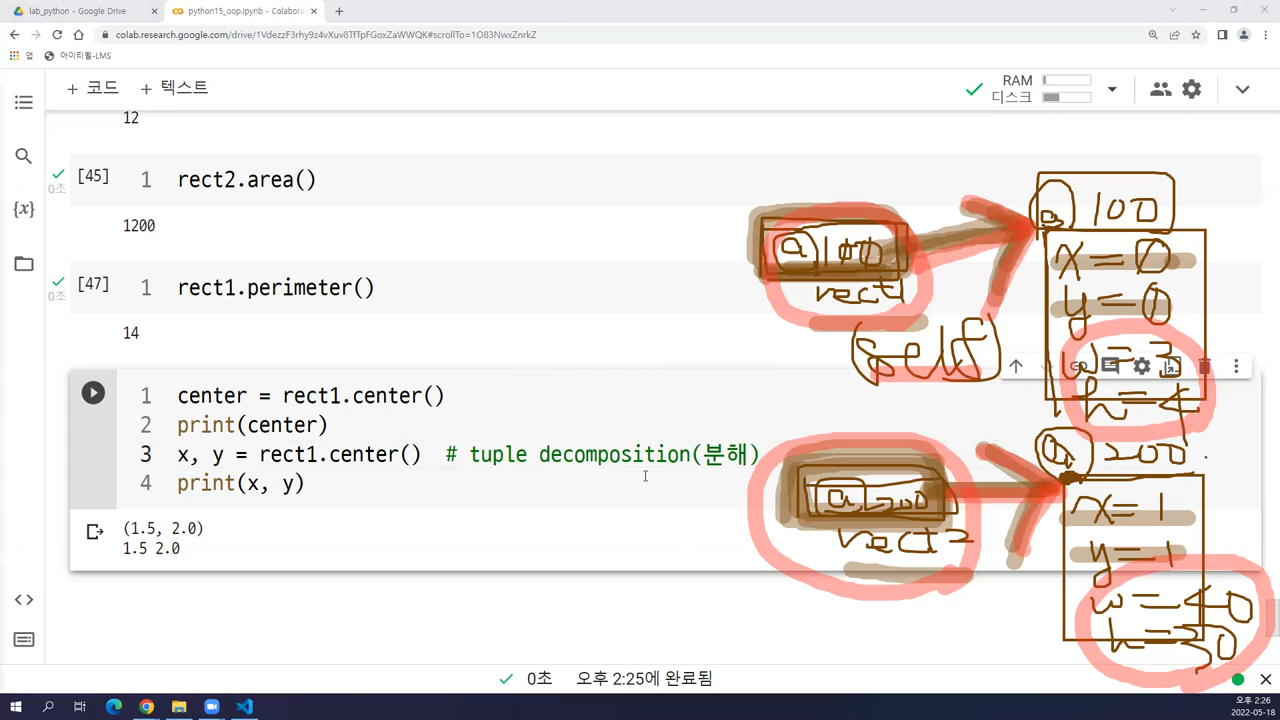 lab_python - Google Drive
python15_oop.ipynb - Colabora
colab.research.google.com/drive/1VdezzF3rhy9z4vXuv8TfTpFGoxZaWWQK#scrollTo=1O83NwxZnrkZ
앱 아이티윌-LMS
+ 코드 + 텍스트
RAM
디스크
12
[45] 1 rect2.area()
0초
1200
[47] 1 rect1.perimeter()
0초
14
1 center = rect1.center()
2 print(center)
3 x, y = rect1.center() # tuple decomposition(분해)
4 print(x, y)
(1.5, 2.0)
1.5 2.0
@ 100
rect1
(self)
@ 100
x=0
y=0
w=3
h=4
@ 200
rect2
@ 200
x=1
y=1
w=40
h=30
0초 오후 2:25에 완료됨
오후 2:26
2022-05-18